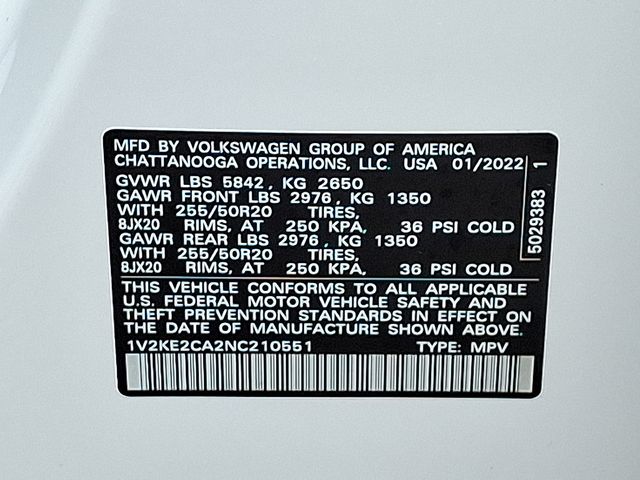 MFD BY VOLKSWAGEN GROUP OF AMERICA
CHATTANOOGA OPERATIONS, LLC. USA 01/2022
GVWR LBS 5842, KG 2650
GAWR FRONT LBS 2976, KG 1350
WITH 255/50R20 TIRES,
8JX20 RIMS, AT 250 KPA, 36 PSI COLD
GAWR REAR LBS 2976, KG 1350
WITH 255/50R20 TIRES,
8JX20 RIMS, AT 250 KPA, 36 PSI COLD
THIS VEHICLE CONFORMS TO ALL APPLICABLE
U.S. FEDERAL MOTOR VEHICLE SAFETY AND
THEFT PREVENTION STANDARDS IN EFFECT ON
THE DATE OF MANUFACTURE SHOWN ABOVE.
1V2KE2CA2NC210551 TYPE: MPV
5029383 1